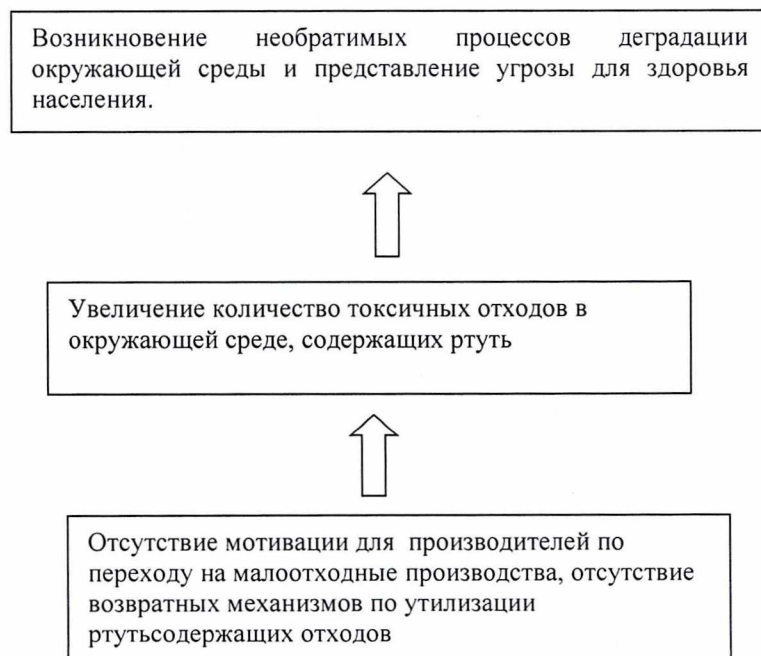 Возникновение необратимых процессов деградации
окружающей среды и представление угрозы для здоровья
населения.
Увеличение количество токсичных отходов в
окружающей среде, содержащих ртуть
Отсутствие мотивации для производителей по
переходу на малоотходные производства, отсутствие
возвратных механизмов по утилизации
ртутьсодержащих отходов